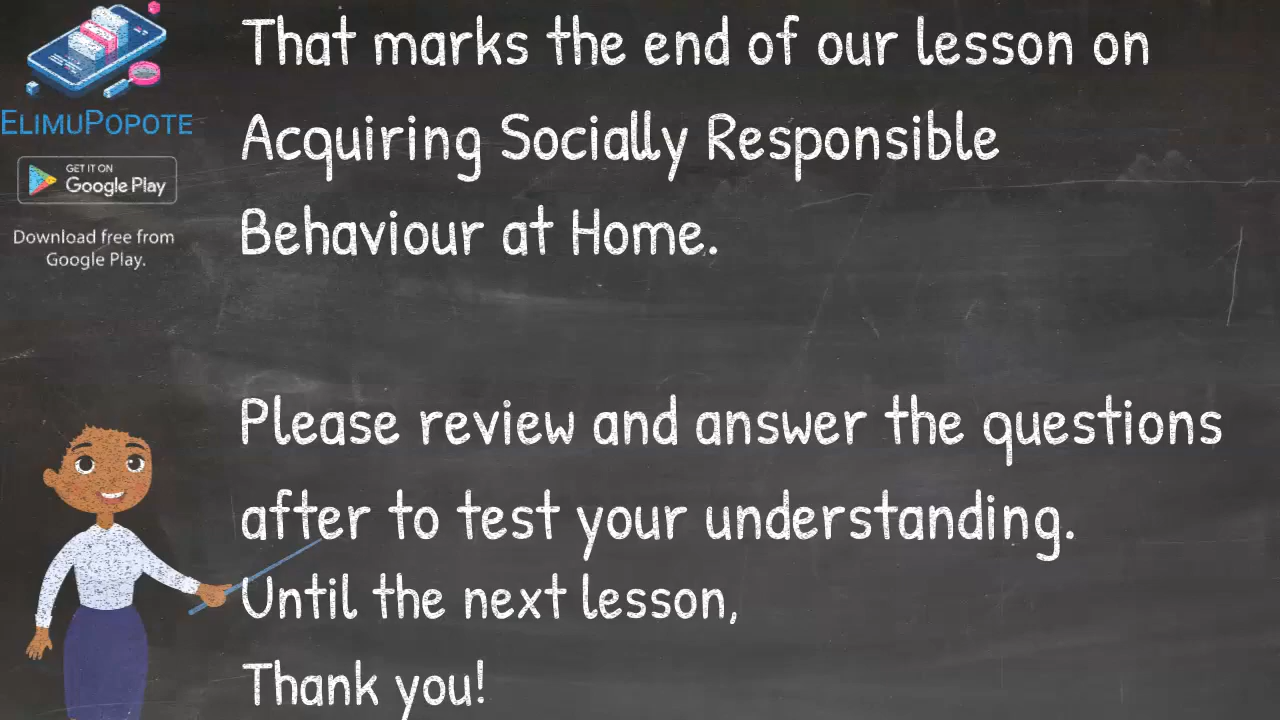 ELIMUPOPOTE
GET IT ON
Google Play
Download free from
Google Play.
That marks the end of our lesson on
Acquiring Socially Responsible
Behaviour at Home.
Please review and answer the questions
after to test your understanding.
Until the next lesson,
Thank you!